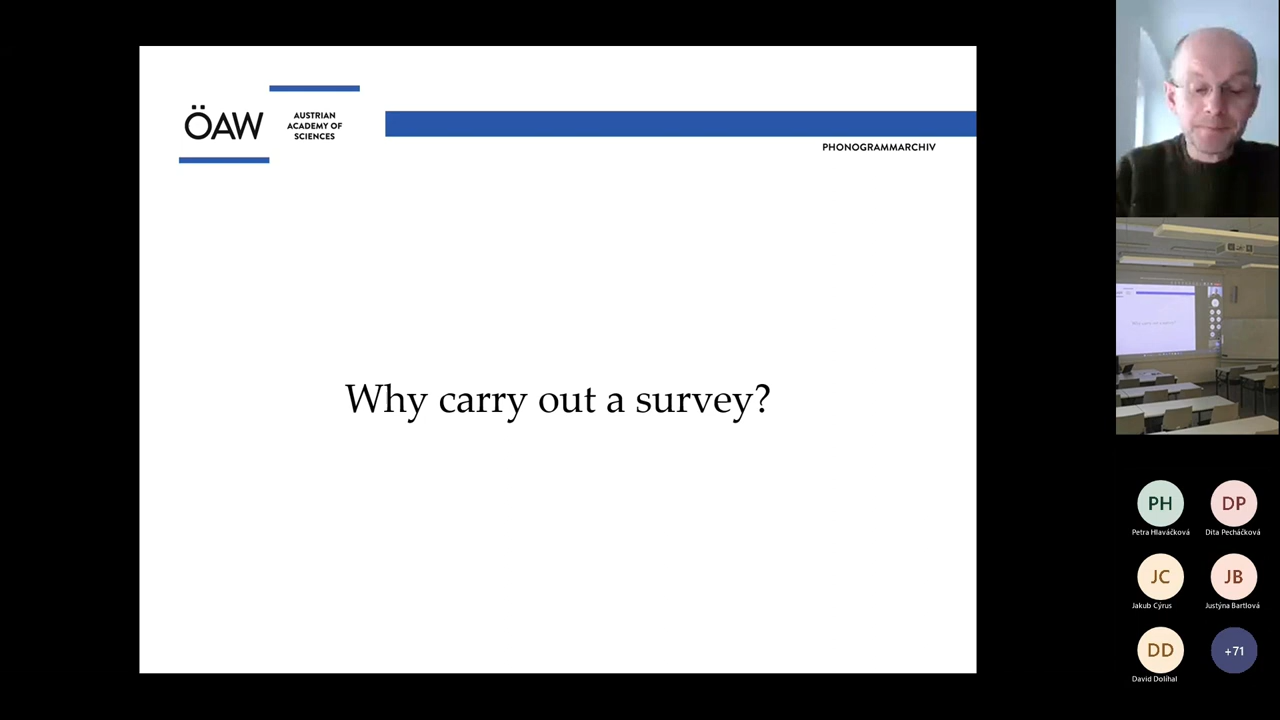 ÖAW
AUSTRIAN
ACADEMY OF
SCIENCES
PHONOGRAMMARCHIV
Why carry out a survey?
PH
DP
Petra Hlaváčková
Dita Pecháčková
JC
JB
Jakub Cýrus
Justýna Bartlová
DD
+71
David Dolíhal